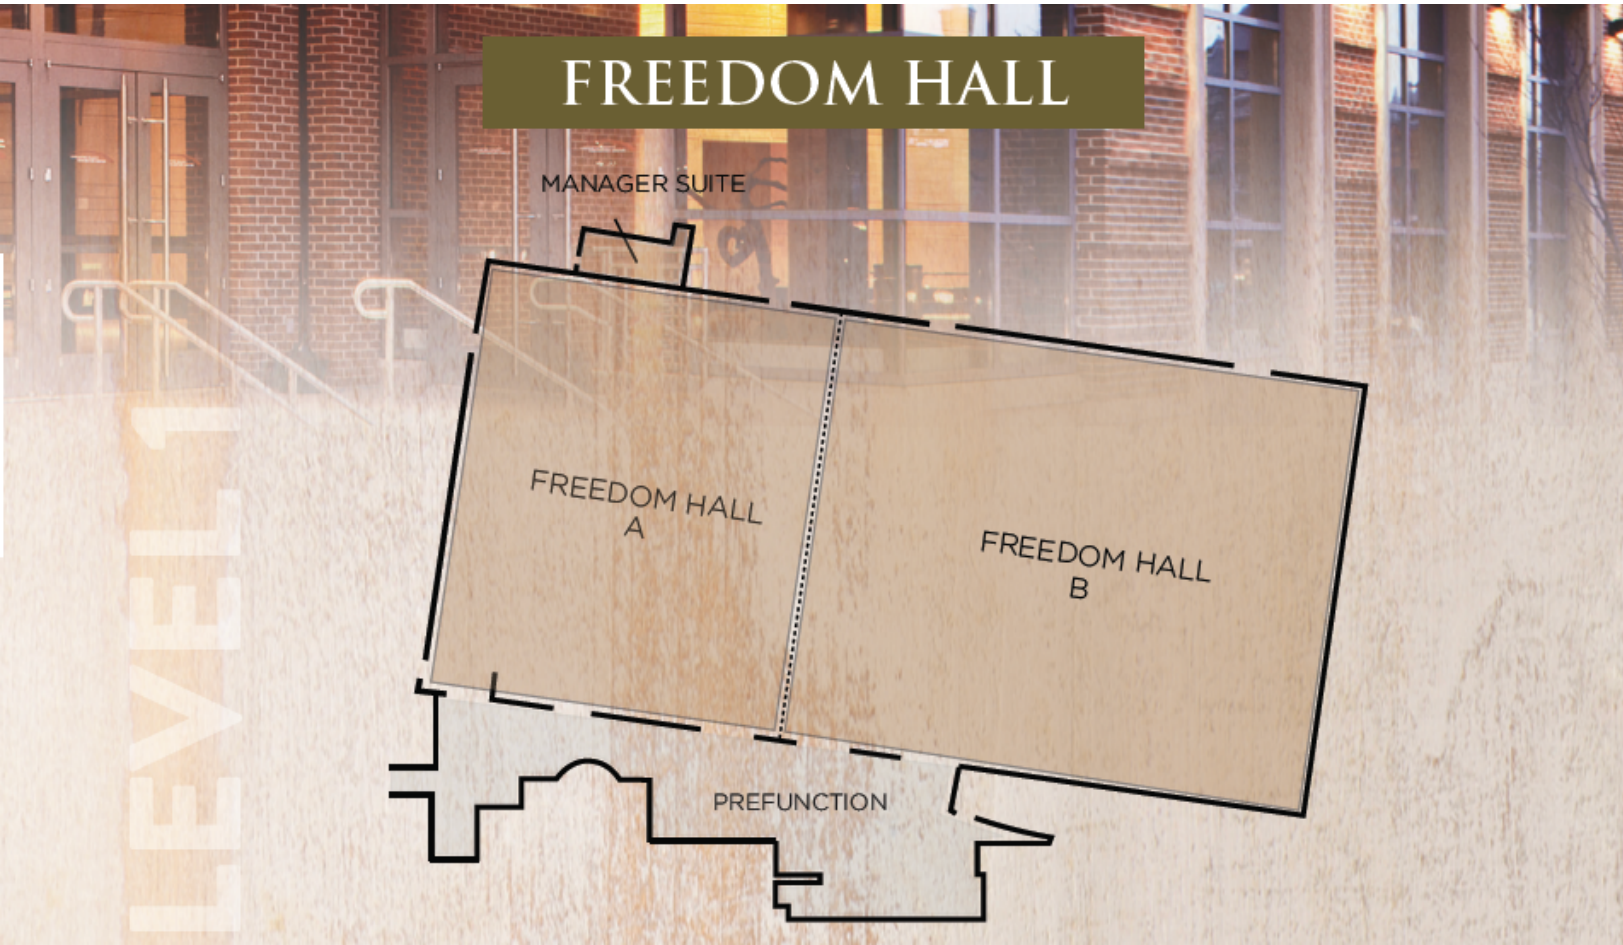 FREEDOM HALL
MANAGER SUITE
FREEDOM HALL
A
FREEDOM HALL
B
PREFUNCTION
LEVEL 1